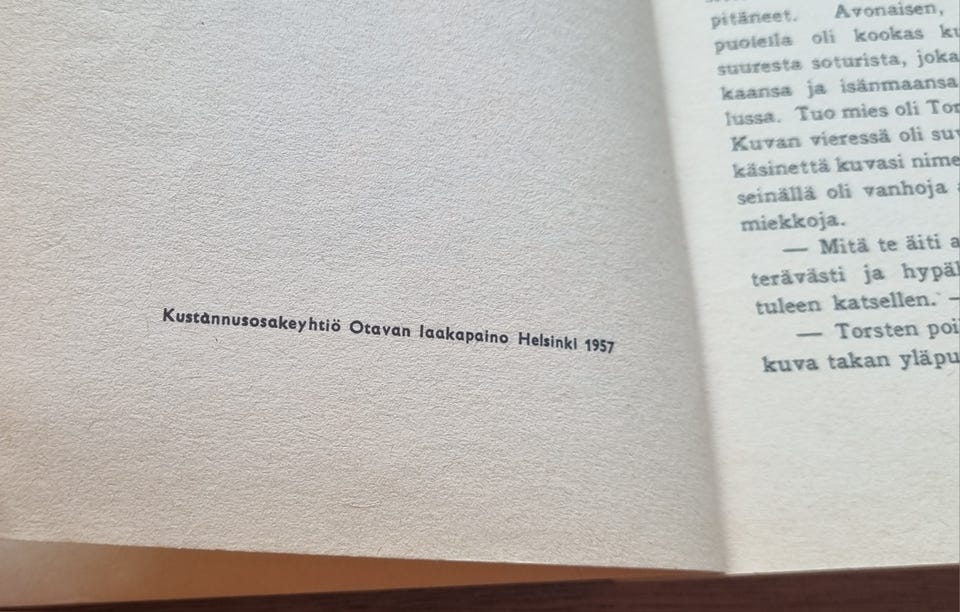 Kustannusosakeyhtiö Otavan laakapaino Helsinki 1957
pitäneet. Avonaisen,
puolella oli kookas
suuresta soturista, joka
kaansa ja isänmaansa
lussa. Tuo mies oli
Kuvan vieressä oli
käsinettä kuvasi
seinällä oli vanhoja
miekkoja.
— Mitä te äiti
terävästi ja
tuleen katsellen. —
— Torsten
kuva takan